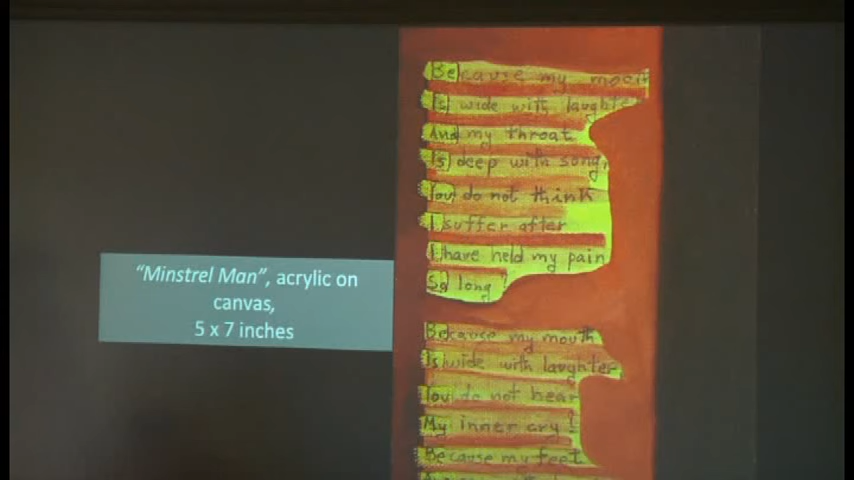 Because my mouth
Is wide with laughter
And my throat
Is deep with song,
You do not think
I suffer after
I have held my pain
So long?
"Minstrel Man", acrylic on
canvas,
5 x 7 inches
Because my mouth
Is wide with laughter
You do not hear
My inner cry?
Because my feet